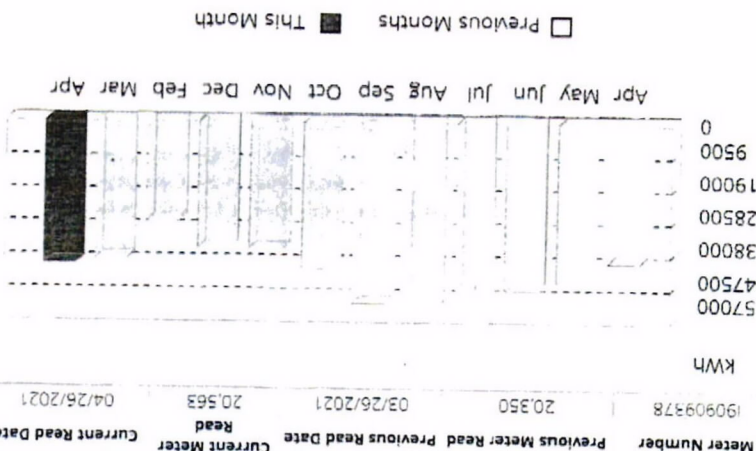 Meter Number Previous Meter Read Previous Read Date Current Meter Read Current Read Date
190909378 20,350 03/26/2021 20,563 04/26/2021
kWh
57000
47500
38000
28500
19000
9500
0
Apr May Jun Jul Aug Sep Oct Nov Dec Feb Mar Apr
Previous Months This Month